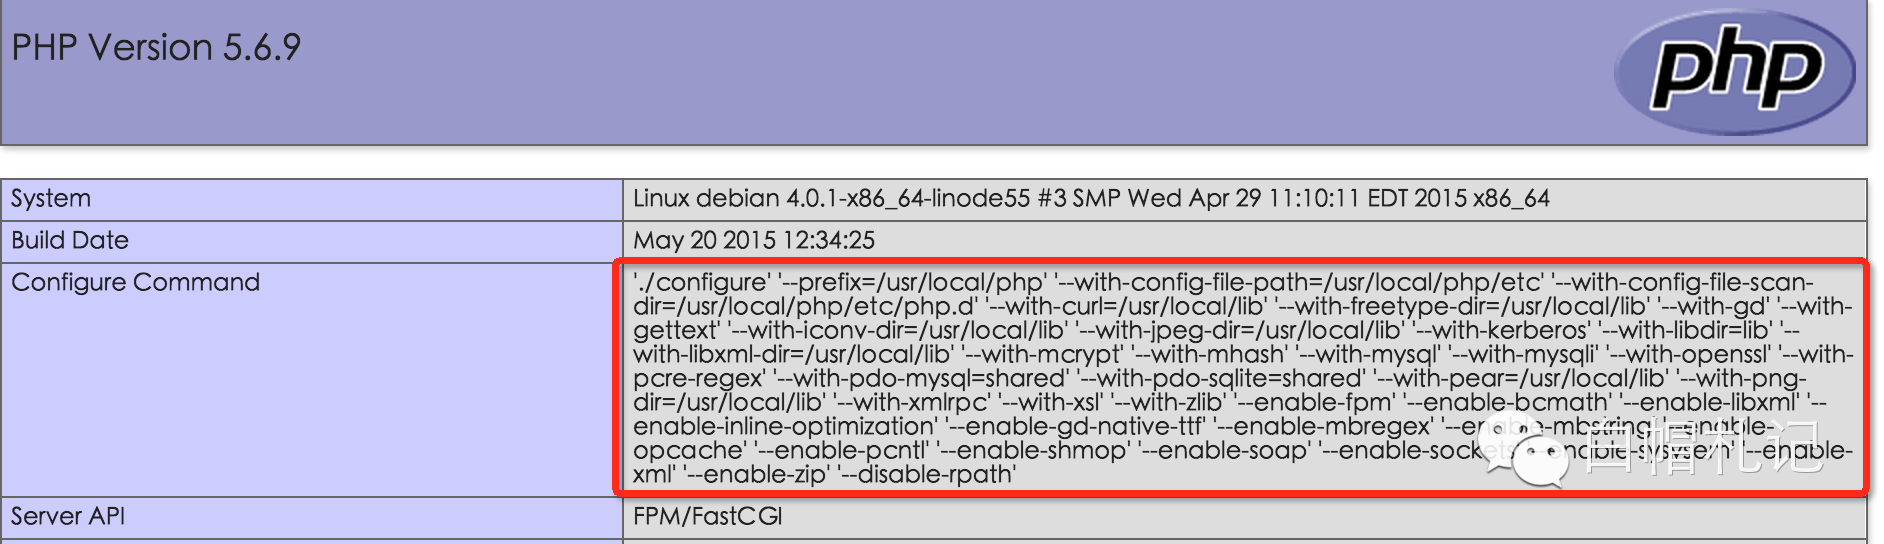 PHP Version 5.6.9
php
System
Linux debian 4.0.1-x86_64-linode55 #3 SMP Wed Apr 29 11:10:11 EDT 2015 x86_64
Build Date
May 20 2015 12:34:25
Configure Command
'./configure' '--prefix=/usr/local/php' '--with-config-file-path=/usr/local/php/etc' '--with-config-file-scan-
dir=/usr/local/php/etc/php.d' '--with-curl=/usr/local/lib' '--with-freetype-dir=/usr/local/lib' '--with-gd' '--with-
gettext' '--with-iconv-dir=/usr/local/lib' '--with-jpeg-dir=/usr/local/lib' '--with-kerberos' '--with-libdir=lib' '--
with-libxml-dir=/usr/local/lib' '--with-mcrypt' '--with-mhash' '--with-mysql' '--with-mysqli' '--with-openssl' '--with-
pcre-regex' '--with-pdo-mysql=shared' '--with-pdo-sqlite=shared' '--with-pear=/usr/local/lib' '--with-png-
dir=/usr/local/lib' '--with-xmlrpc' '--with-xsl' '--with-zlib' '--enable-fpm' '--enable-bcmath' '--enable-libxml' '--
enable-inline-optimization' '--enable-gd-native-ttf' '--enable-mbregex' '--enable-mbstring' '--enable-
opcache' '--enable-pcntl' '--enable-shmop' '--enable-soap' '--enable-sockets' '--enable-sysvsem' '--enable-
xml' '--enable-zip' '--disable-rpath'
白帽札记
Server API
FPM/FastCGI